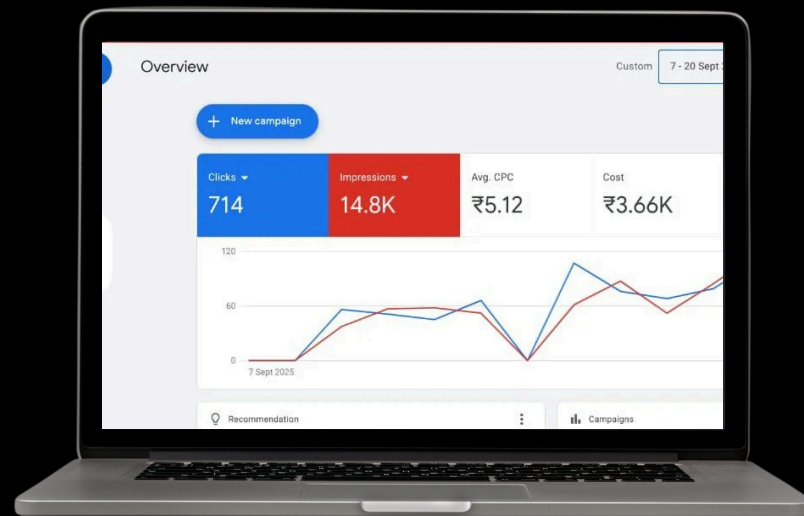 Overview
Custom 7 - 20 Sept
+ New campaign
Clicks
Impressions
Avg. CPC
Cost
714
14.8K
₹5.12
₹3.66K
120
60
0
7 Sept 2025
Recommendation
Campaigns